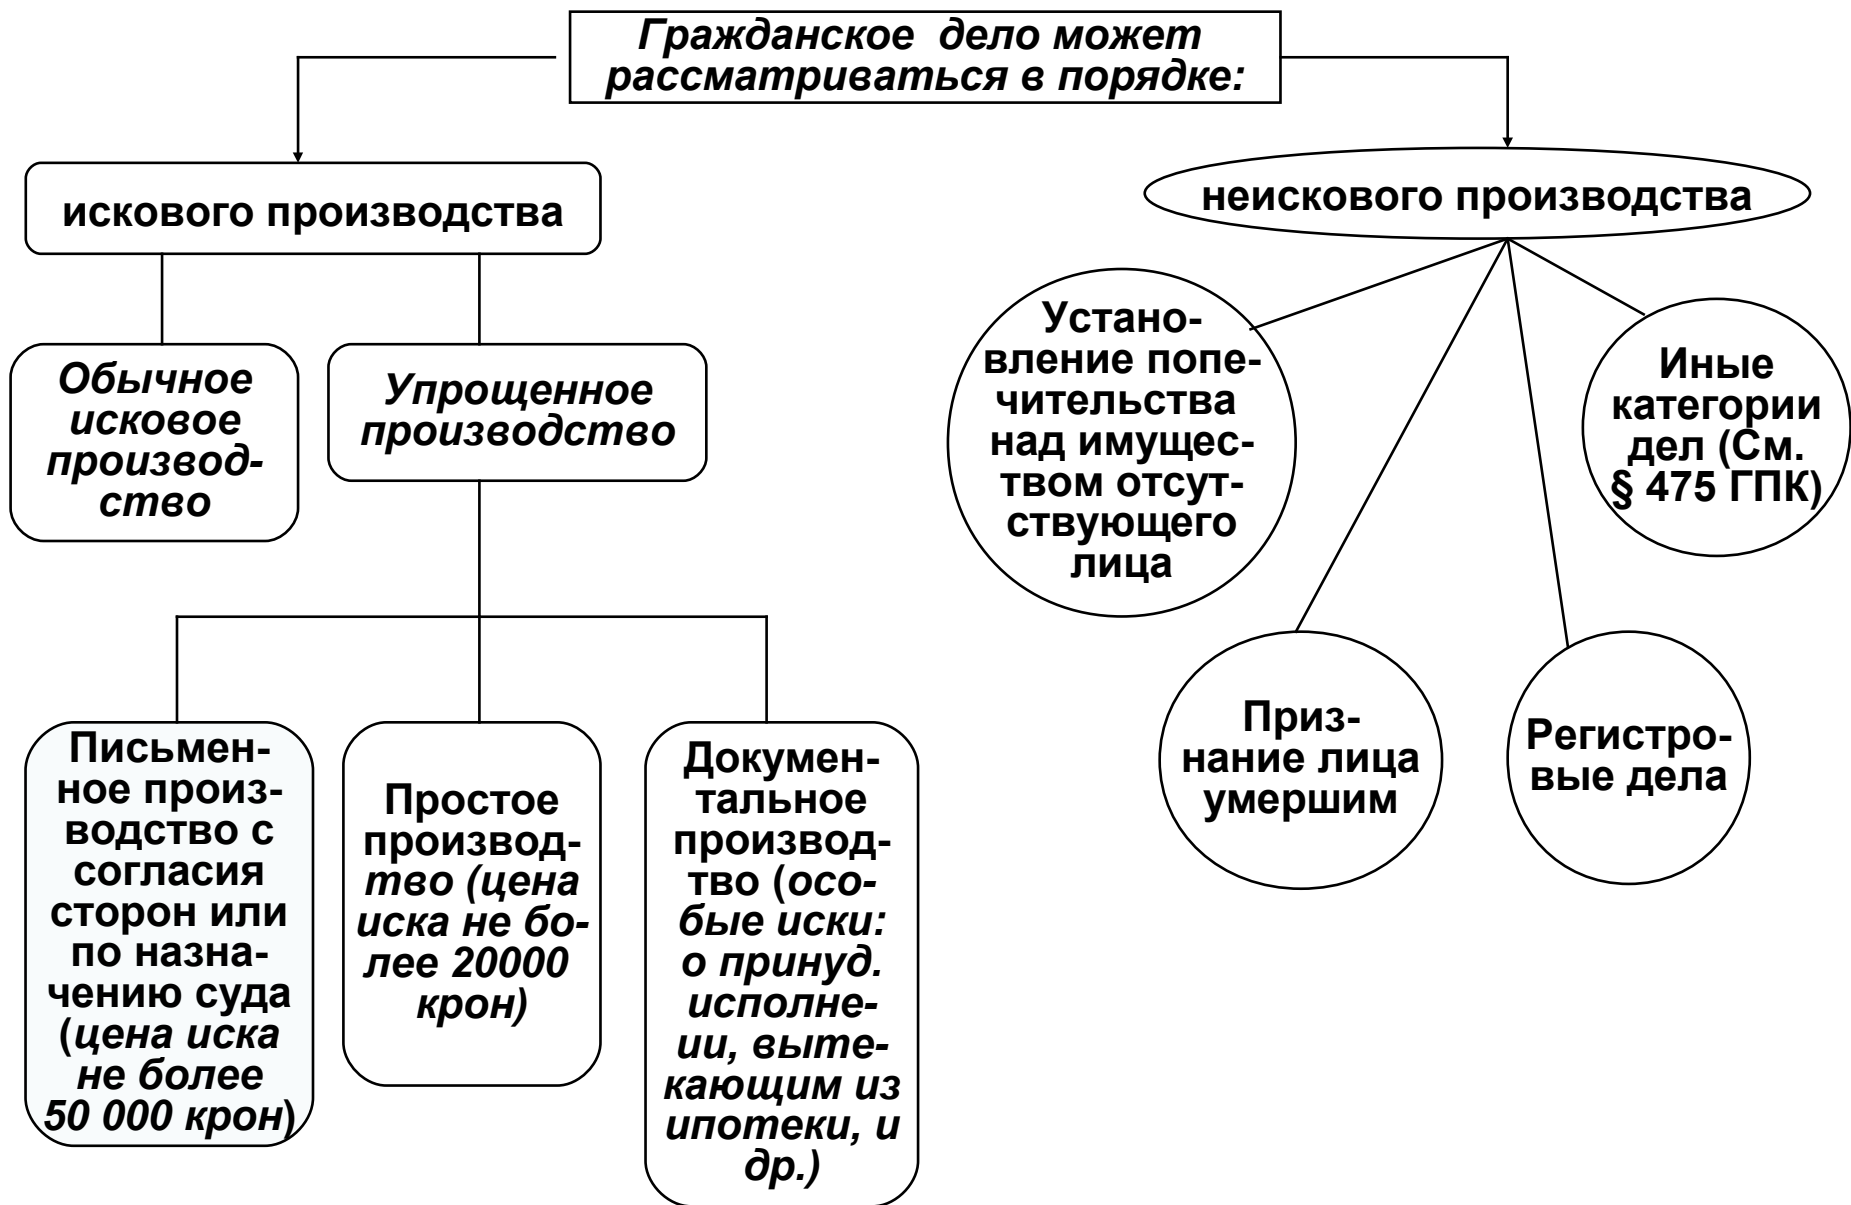 Гражданское дело может
рассматриваться в порядке:
искового производства
неискового производства
Обычное
исковое
производ-
ство
Упрощенное
производство
Устано-
вление попе-
чительства
над имущес-
твом отсут-
ствующего
лица
Иные
категории
дел (См.
§ 475 ГПК)
Письмен-
ное произ-
водство с
согласия
сторон или
по назна-
чению суда
(цена иска
не более
50 000 крон)
Простое
производ-
тво (цена
иска не бо-
лее 20000
крон)
Докумен-
тальное
производ-
тво (осо-
бые иски:
о принуд.
исполне-
ии, выте-
кающим из
ипотеки, и
др.)
Приз-
нание лица
умершим
Регистро-
вые дела